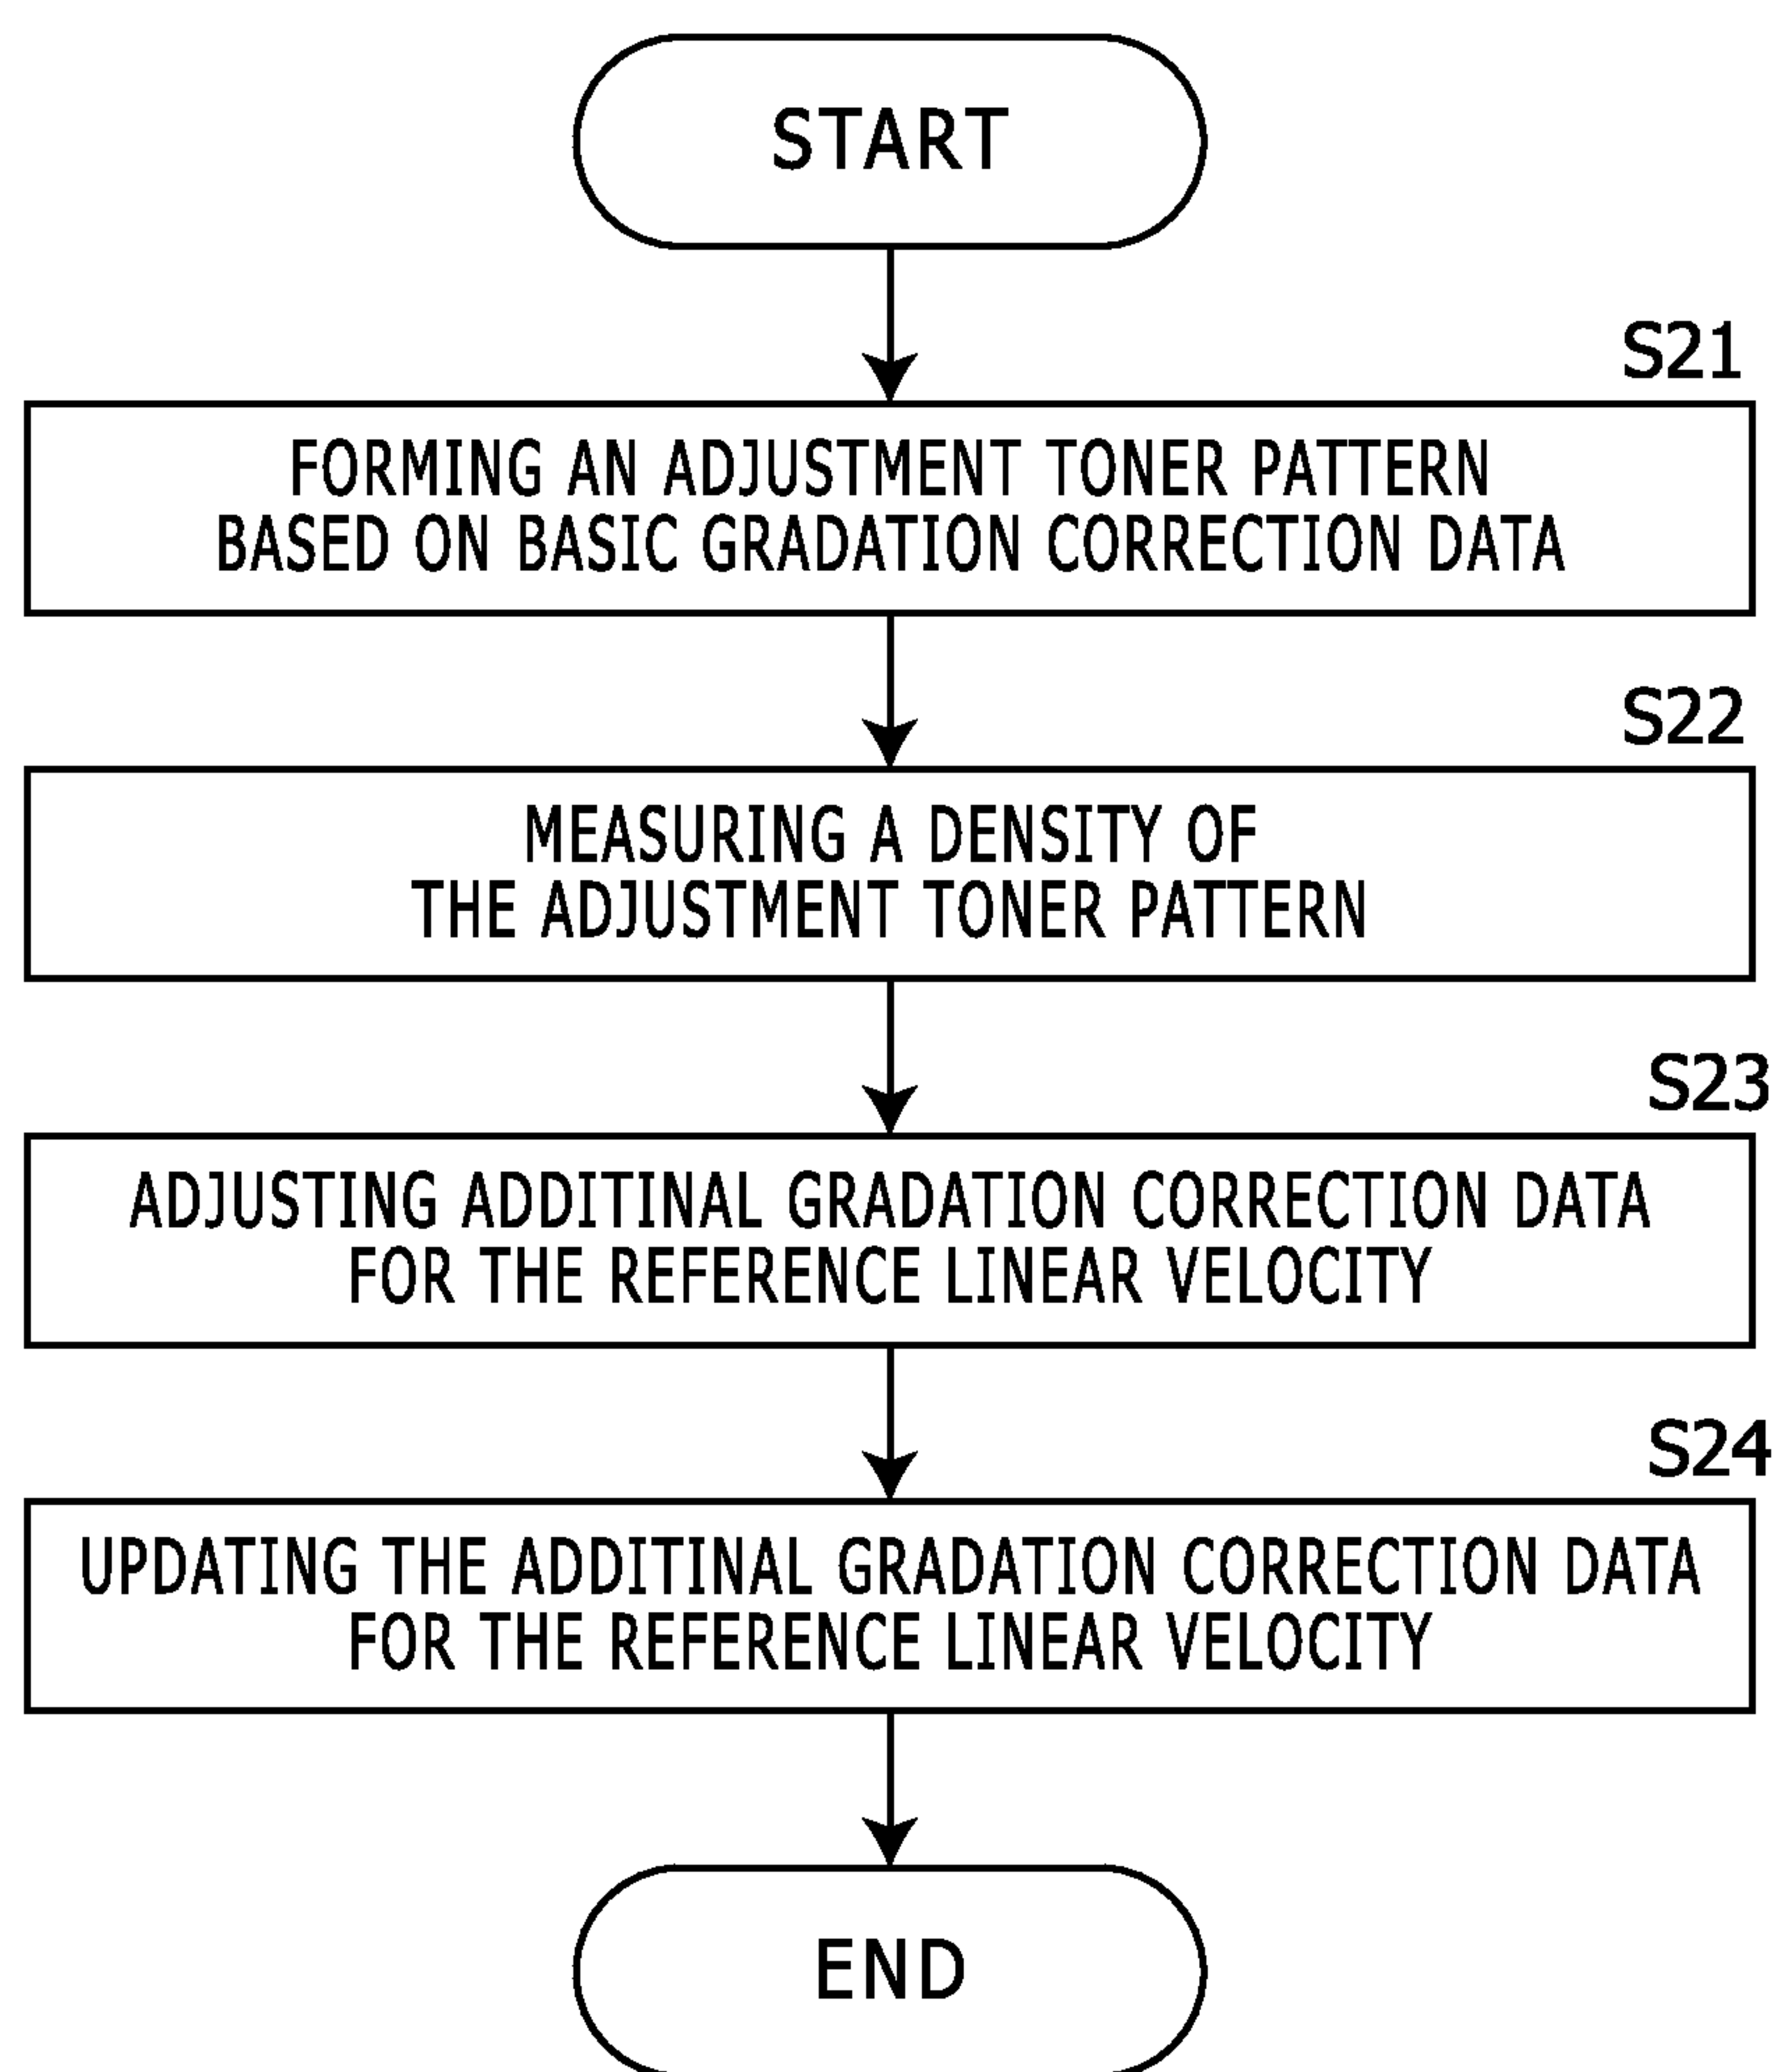 START
S21
FORMING AN ADJUSTMENT TONER PATTERN
BASED ON BASIC GRADATION CORRECTION DATA
S22
MEASURING A DENSITY OF
THE ADJUSTMENT TONER PATTERN
S23
ADJUSTING ADDITINAL GRADATION CORRECTION DATA
FOR THE REFERENCE LINEAR VELOCITY
S24
UPDATING THE ADDITINAL GRADATION CORRECTION DATA
FOR THE REFERENCE LINEAR VELOCITY
END